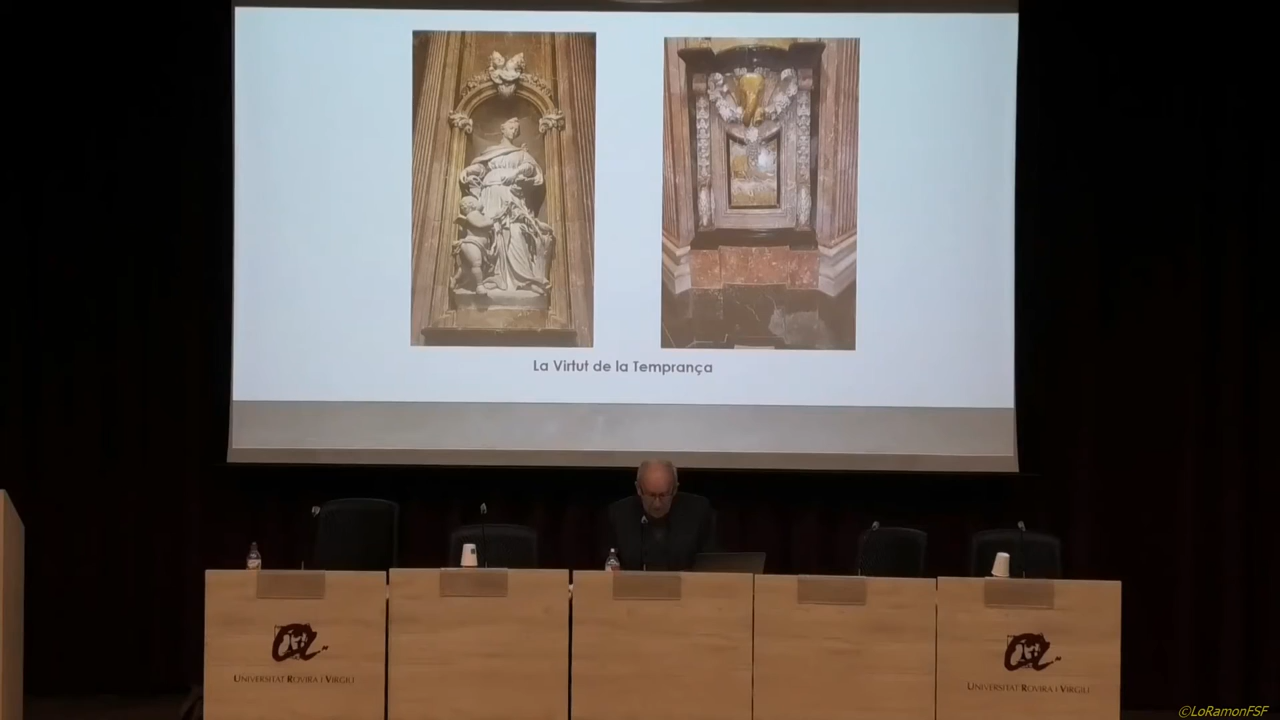 La Virtut de la Temprança
UNIVERSITAT ROVIRA I VIRGILI
UNIVERSITAT ROVIRA I VIRGILI
©LoRamonFSF